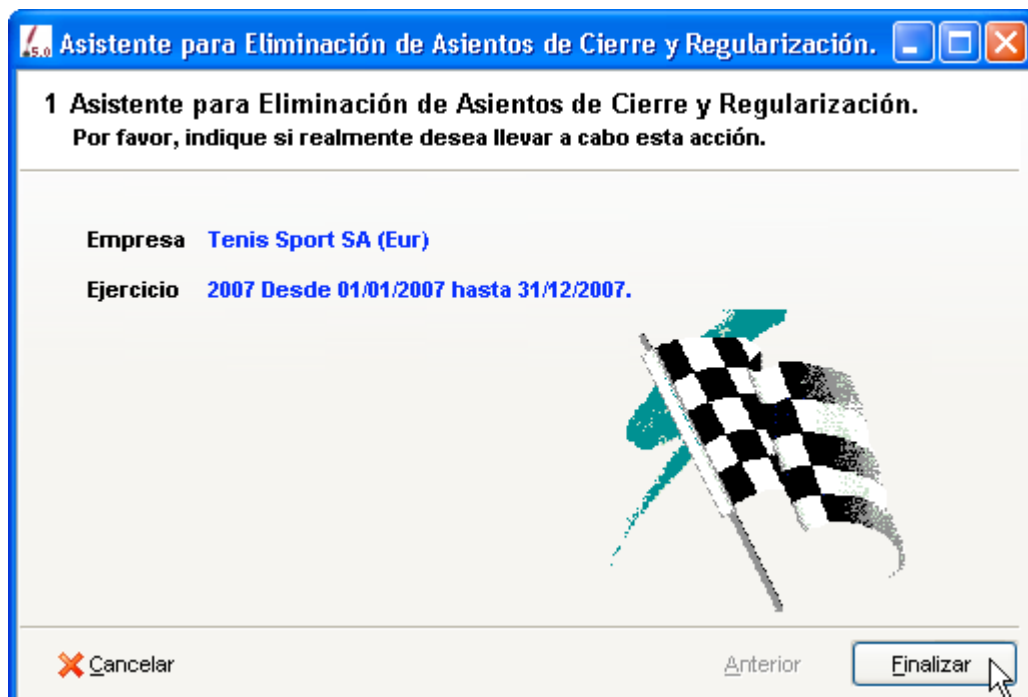 5.0 Asistente para Eliminación de Asientos de Cierre y Regularización.
1 Asistente para Eliminación de Asientos de Cierre y Regularización.
Por favor, indique si realmente desea llevar a cabo esta acción.
Empresa Tenis Sport SA (Eur)
Ejercicio 2007 Desde 01/01/2007 hasta 31/12/2007.
Cancelar Anterior Finalizar